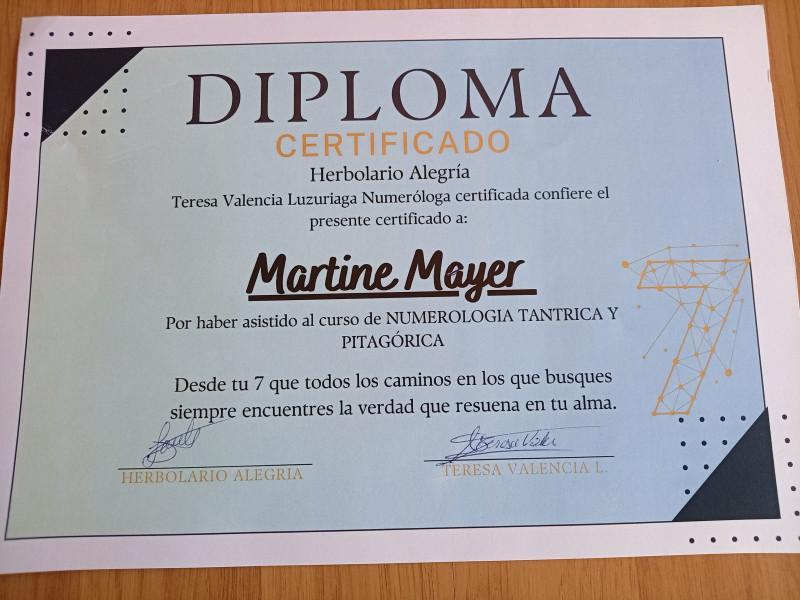 DIPLOMA
CERTIFICADO
Herbolario Alegría
Teresa Valencia Luzuriaga Numeróloga certificada confiere el
presente certificado a:
Martine Mayer
Por haber asistido al curso de NUMEROLOGIA TANTRICA Y
PITAGÓRICA
7
Desde tu 7 que todos los caminos en los que busques
siempre encuentres la verdad que resuena en tu alma.
HERBOLARIO ALEGRIA
TERESA VALENCIA L.